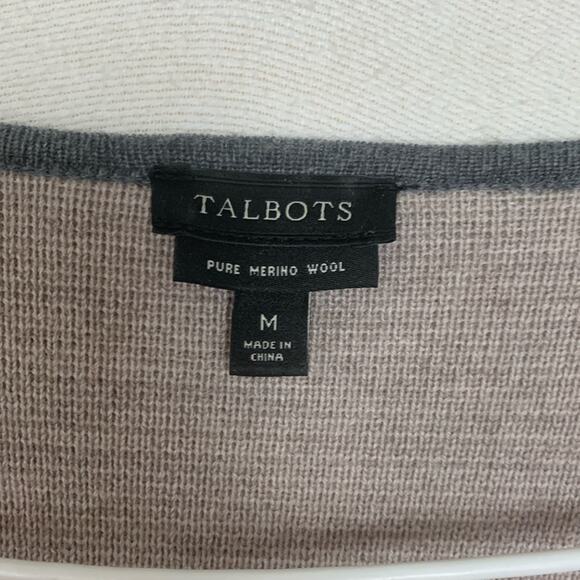 TALBOTS
PURE MERINO WOOL
M
MADE IN
CHINA